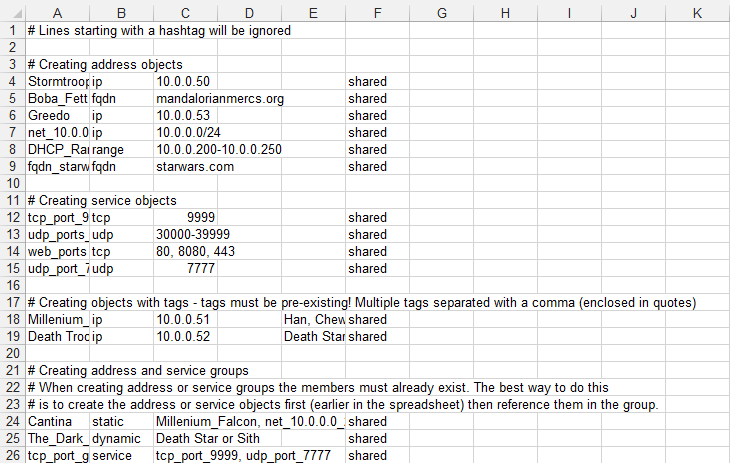 A B C D E F G H I J K
1 # Lines starting with a hashtag will be ignored
2
3 # Creating address objects
4 Stormtroop ip 10.0.0.50 shared
5 Boba_Fett fqdn mandalorianmercs.org shared
6 Greedo ip 10.0.0.53 shared
7 net_10.0.0 ip 10.0.0.0/24 shared
8 DHCP_Ra range 10.0.0.200-10.0.0.250 shared
9 fqdn_starw fqdn starwars.com shared
10
11 # Creating service objects
12 tcp_port_9 tcp 9999 shared
13 udp_ports_ udp 30000-39999 shared
14 web_ports tcp 80, 8080, 443 shared
15 udp_port_7 udp 7777 shared
16
17 # Creating objects with tags - tags must be pre-existing! Multiple tags separated with a comma (enclosed in quotes)
18 Millenium_ ip 10.0.0.51 Han, Chew shared
19 Death Troo ip 10.0.0.52 Death Star shared
20
21 # Creating address and service groups
22 # When creating address or service groups the members must already exist. The best way to do this
23 # is to create the address or service objects first (earlier in the spreadsheet) then reference them in the group.
24 Cantina static Millenium_Falcon, net_10.0.0.0_ shared
25 The_Dark_ dynamic Death Star or Sith shared
26 tcp_port_g service tcp_port_9999, udp_port_7777 shared